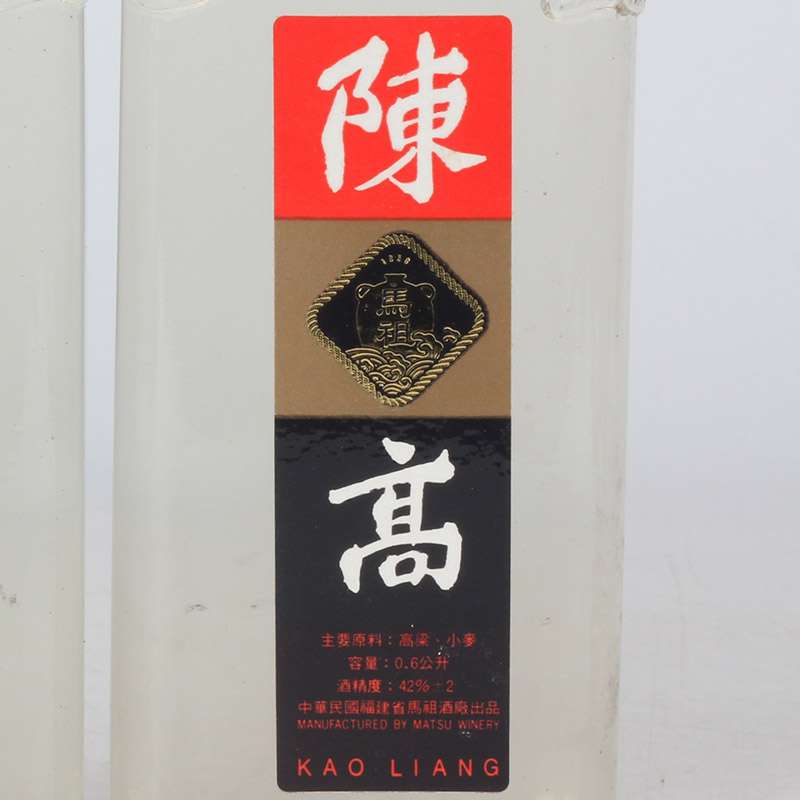 陳
1226
馬祖
高
主要原料：高粱、小麥
容量：0.6公升
酒精度：42%±2
中華民國福建省馬祖酒廠出品
MANUFACTURED BY MATSU WINERY
KAO LIANG